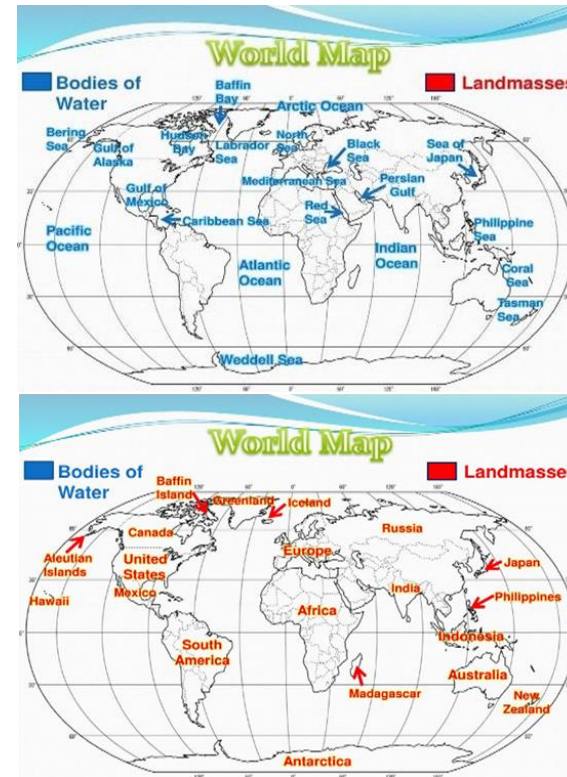 World Map
Bodies of
Water
Landmasses
Baffin
Bay
Arctic Ocean
Bering
Sea
Gulf of
Alaska
Hudson
Bay
Labrador
Sea
North
Sea
Black
Sea
Sea of
Japan
Mediterranean Sea
Persian
Gulf
Gulf of
Mexico
Caribbean Sea
Red
Sea
Pacific
Ocean
Philippine
Sea
Atlantic
Ocean
Indian
Ocean
Coral
Sea
Tasman
Sea
Weddell Sea
World Map
Bodies of
Water
Landmasse
Baffin
Island
Greenland
Iceland
Canada
Russia
Aleutian
Islands
United
States
Europe
Japan
Hawaii
Mexico
India
Philippines
Africa
South
America
Indonesia
Australia
Madagascar
New
Zealand
Antarctica